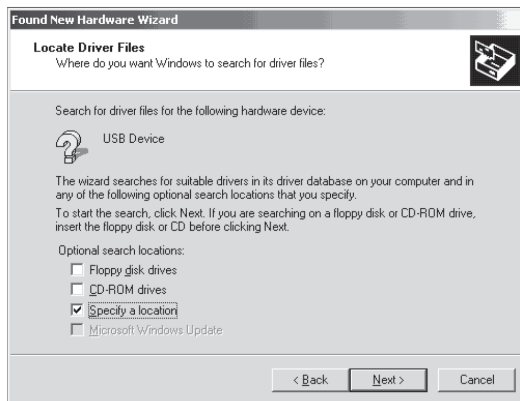 Found New Hardware Wizard
Locate Driver Files
Where do you want Windows to search for driver files?
Search for driver files for the following hardware device:
USB Device
The wizard searches for suitable drivers in its driver database on your computer and in
any of the following optional search locations that you specify.
To start the search, click Next. If you are searching on a floppy disk or CD-ROM drive,
insert the floppy disk or CD before clicking Next.
Optional search locations:
Floppy disk drives
CD-ROM drives
Specify a location
Microsoft Windows Update
< Back Next > Cancel